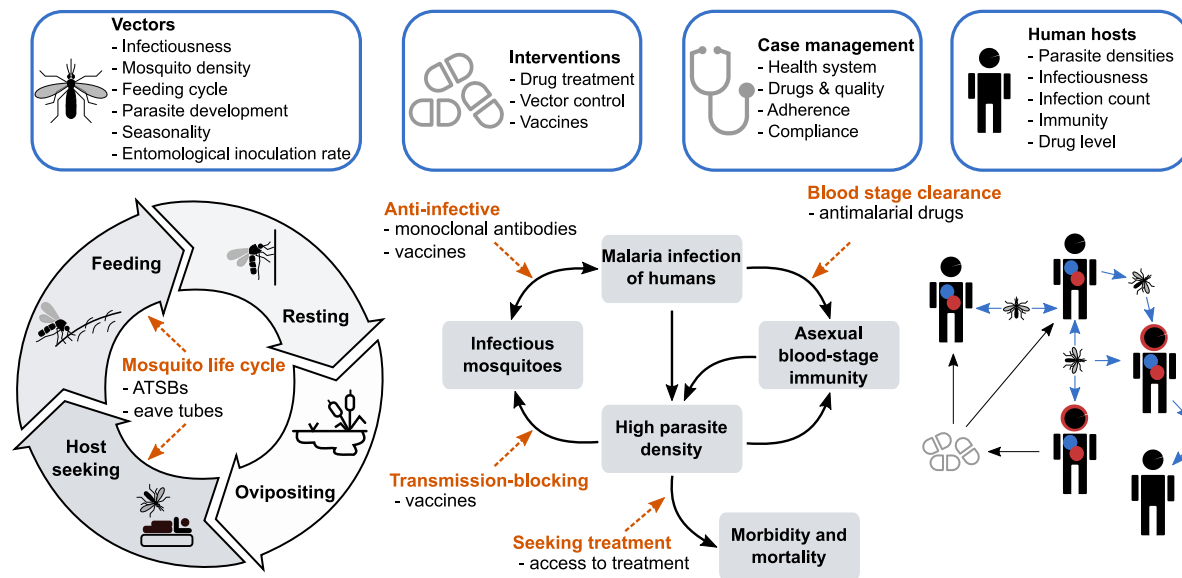 Vectors
- Infectiousness
- Mosquito density
- Feeding cycle
- Parasite development
- Seasonality
- Entomological inoculation rate
Interventions
- Drug treatment
- Vector control
- Vaccines
Case management
- Health system
- Drugs & quality
- Adherence
- Compliance
Human hosts
- Parasite densities
- Infectiousness
- Infection count
- Immunity
- Drug level
Feeding
Resting
Mosquito life cycle
- ATSBs
- eave tubes
Host
seeking
Ovipositing
Anti-infective
- monoclonal antibodies
- vaccines
Blood stage clearance
- antimalarial drugs
Malaria infection
of humans
Infectious
mosquitoes
Asexual
blood-stage
immunity
High parasite
density
Transmission-blocking
- vaccines
Seeking treatment
- access to treatment
Morbidity and
mortality